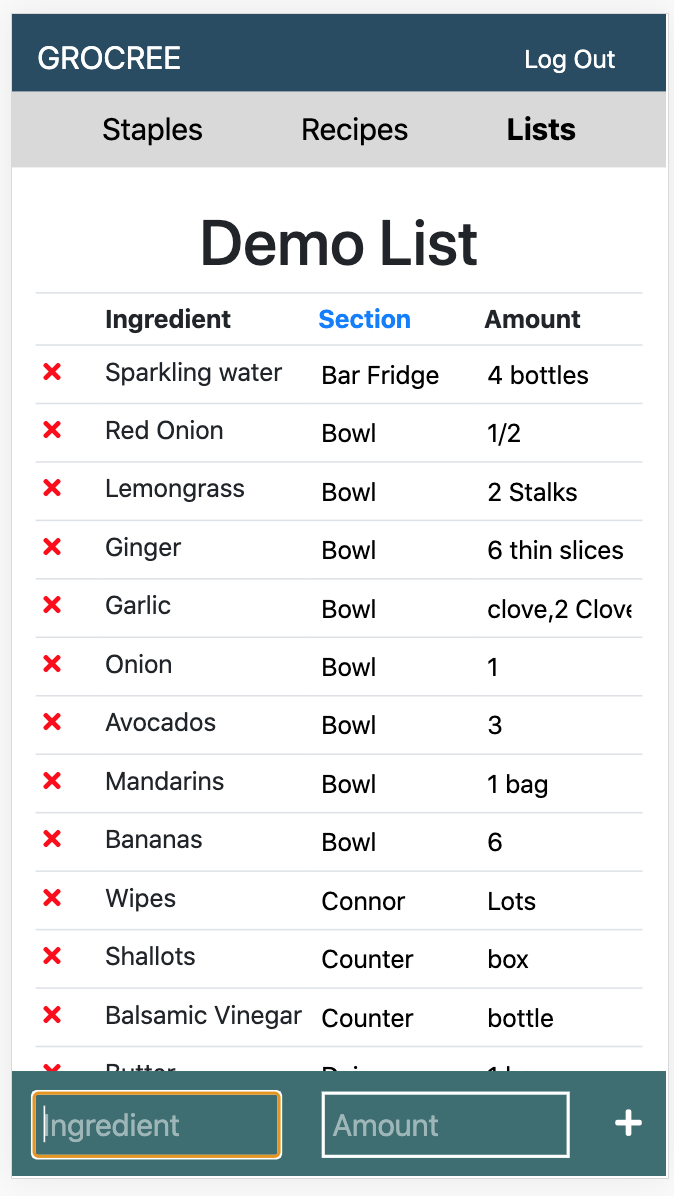 GROCREE Log Out
Staples Recipes Lists
Demo List
Ingredient Section Amount
Sparkling water Bar Fridge 4 bottles
Red Onion Bowl 1/2
Lemongrass Bowl 2 Stalks
Ginger Bowl 6 thin slices
Garlic Bowl clove,2 Clove
Onion Bowl 1
Avocados Bowl 3
Mandarins Bowl 1 bag
Bananas Bowl 6
Wipes Connor Lots
Shallots Counter box
Balsamic Vinegar Counter bottle
Butter
Ingredient Amount +